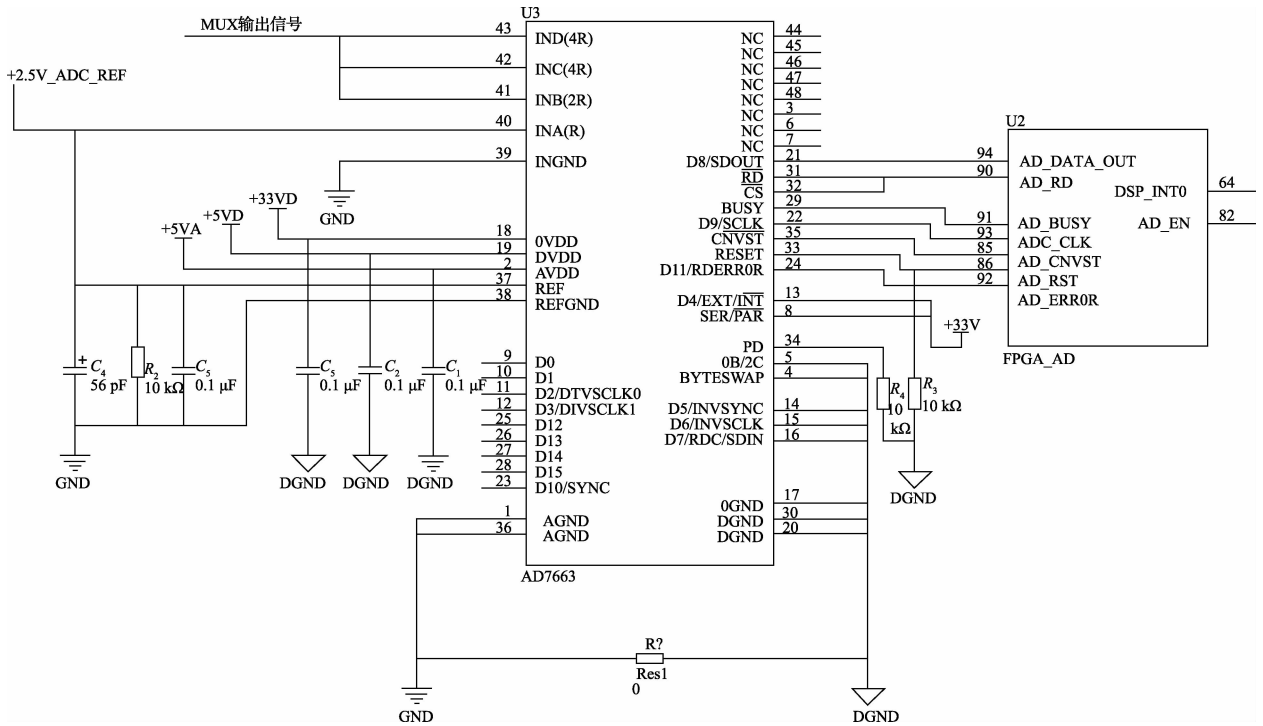 MUX输出信号
+2.5V_ADC_REF
U3
43 IND(4R)
42 INC(4R)
41 INB(2R)
40 INA(R)
39 INGND
GND
+33VD
+5VD
+5VA
18 0VDD
19 DVDD
2 AVDD
37 REF
38 REFGND
C4
56 pF
R2
10 kΩ
C5
0.1 μF
C5
0.1 μF
C2
0.1 μF
C1
0.1 μF
GND
DGND
DGND
DGND
9 D0
10 D1
11 D2/DTVSCLK0
12 D3/DIVSCLK1
25 D12
26 D13
27 D14
28 D15
23 D10/SYNC
1 AGND
36 AGND
NC 44
NC 45
NC 46
NC 47
NC 48
NC 3
NC 6
NC 7
D8/SDOUT 21
RD 31
CS 32
BUSY 29
D9/SCLK 22
CNVST 35
RESET 33
D11/RDERR0R 24
D4/EXT/INT 13
SER/PAR 8
PD 34
0B/2C 5
BYTESWAP 4
D5/INVSYNC 14
D6/INVSCLK 15
D7/RDC/SDIN 16
0GND 17
DGND 30
DGND 20
AD7663
+33V
R4
10
kΩ
R3
10 kΩ
DGND
U2
94 AD_DATA_OUT
90 AD_RD
91 AD_BUSY
93 ADC_CLK
85 AD_CNVST
86 AD_RST
92 AD_ERR0R
DSP_INT0 64
AD_EN 82
FPGA_AD
R?
Res1
0
GND
DGND